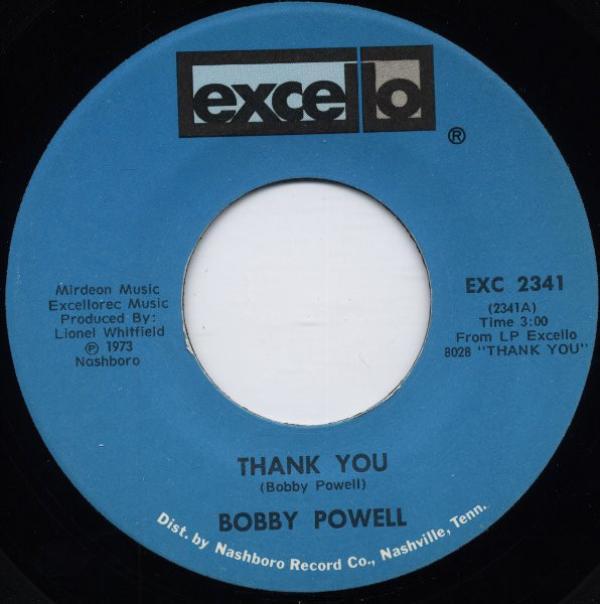 excello
®
Mirdeon Music
Excellorec Music
Produced By:
Lionel Whitfield
℗ 1973
Nashboro
EXC 2341
(2341A)
Time 3:00
From LP Excello
8028 "THANK YOU"
THANK YOU
(Bobby Powell)
BOBBY POWELL
Dist. by Nashboro Record Co., Nashville, Tenn.